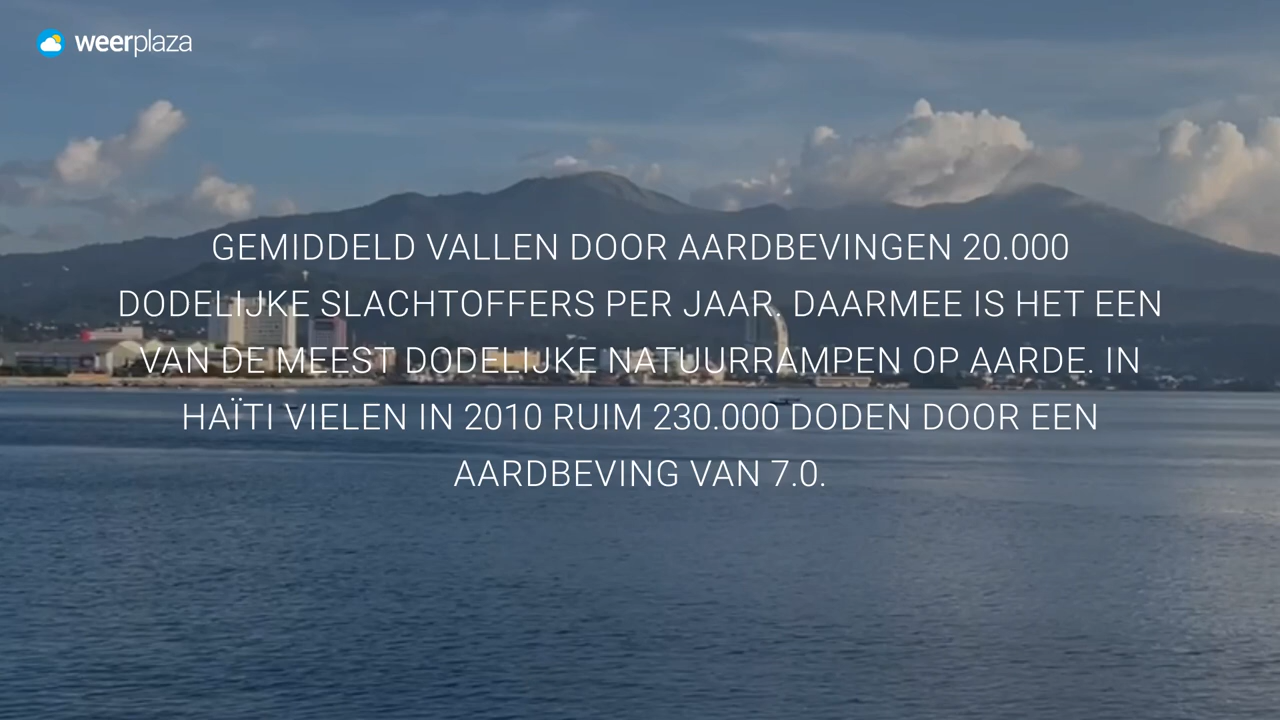 weerplaza
GEMIDDELD VALLEN DOOR AARDBEVINGEN 20.000
DODELIJKE SLACHTOFFERS PER JAAR. DAARMEE IS HET EEN
VAN DE MEEST DODELIJKE NATUURRAMPEN OP AARDE. IN
HAÏTI VIELEN IN 2010 RUIM 230.000 DODEN DOOR EEN
AARDBEVING VAN 7.0.